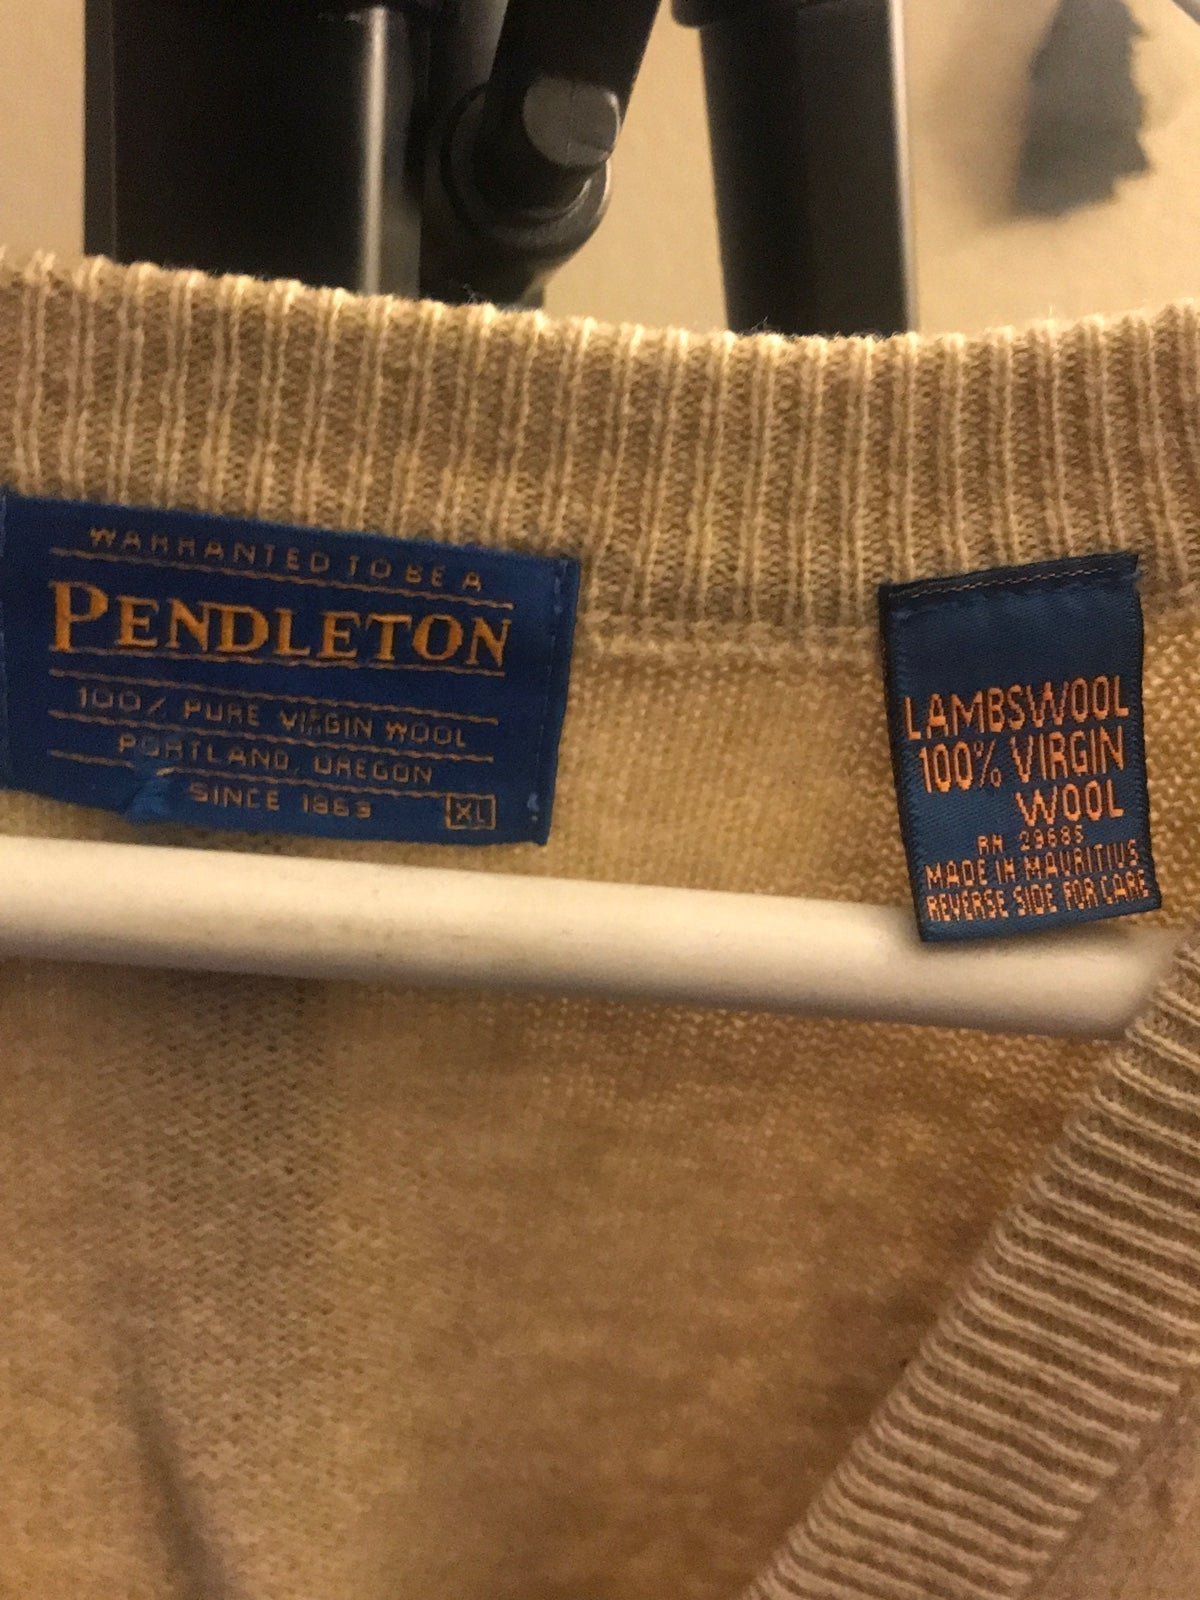 WARRANTED TO BE A
PENDLETON
100% PURE VIRGIN WOOL
PORTLAND, OREGON
SINCE 1863
XL
LAMBSWOOL
100% VIRGIN
WOOL
RN 29685
MADE IN MAURITIUS
REVERSE SIDE FOR CARE